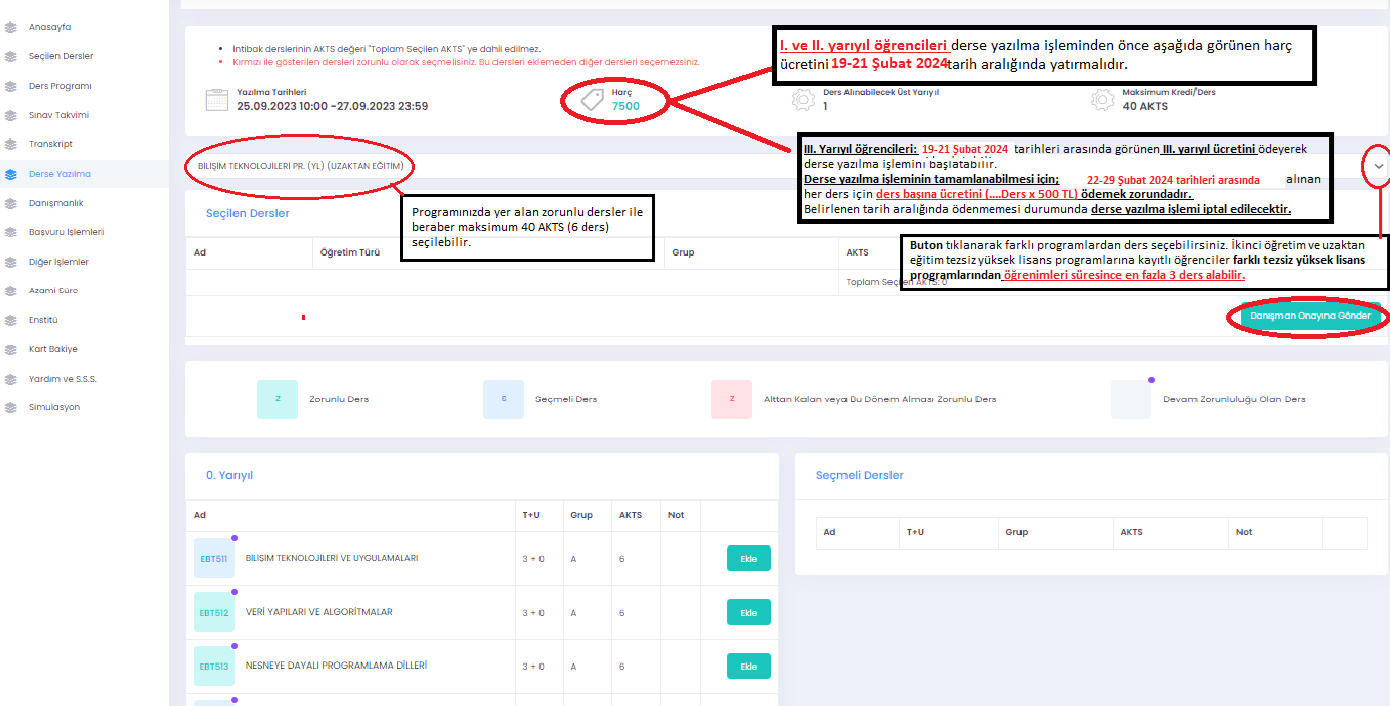 Anasayfa
Seçilen Dersler
Ders Programı
Sınav Takvimi
Transkript
Derse Yazılma
Danışmanlık
Başvuru İşlemleri
Diğer İşlemler
Azami Süre
Enstitü
Kart Bakiye
Yardım ve S.S.S.
Simulasyon
• İntibak derslerinin AKTS değeri "Toplam Seçilen AKTS" ye dahil edilmez.
• Kırmızı ile gösterilen dersleri zorunlu olarak seçmelisiniz. Bu dersleri eklemeden diğer dersleri seçemezsiniz.
Yazılma Tarihleri
25.09.2023 10:00 -27.09.2023 23:59
Harç
7500
Ders Alınabilecek Üst Yarıyıl
1
Maksimum Kredi/Ders
40 AKTS
I. ve II. yarıyıl öğrencileri derse yazılma işleminden önce aşağıda görünen harç
ücretini 19-21 Şubat 2024 tarih aralığında yatırmalıdır.
BİLİŞİM TEKNOLOJİLERİ PR. (YL) (UZAKTAN EĞİTİM)
III. Yarıyıl öğrencileri: 19-21 Şubat 2024 tarihleri arasında görünen III. yarıyıl ücretini ödeyerek
derse yazılma işlemini başlatabilir.
Derse yazılma işleminin tamamlanabilmesi için; 22-29 Şubat 2024 tarihleri arasında alınan
her ders için ders başına ücretini (....Ders x 500 TL) ödemek zorundadır.
Belirlenen tarih aralığında ödenmemesi durumunda derse yazılma işlemi iptal edilecektir.
Seçilen Dersler
Programınızda yer alan zorunlu dersler ile
beraber maksimum 40 AKTS (6 ders)
seçilebilir.
Buton tıklanarak farklı programlardan ders seçebilirsiniz. İkinci öğretim ve uzaktan
eğitim tezsiz yüksek lisans programlarına kayıtlı öğrenciler farklı tezsiz yüksek lisans
programlarından öğrenimleri süresince en fazla 3 ders alabilir.
Ad
Öğretim Türü
Grup
AKTS
Toplam Seçilen AKTS: 0
Danışman Onayına Gönder
Z
Zorunlu Ders
S
Seçmeli Ders
Z
Alttan Kalan veya Bu Dönem Alması Zorunlu Ders
Devam Zorunluluğu Olan Ders
0. Yarıyıl
Ad T+U Grup AKTS Not
EBT511 BİLİŞİM TEKNOLOJİLERİ VE UYGULAMALARI 3 + 0 A 6 Ekle
EBT512 VERİ YAPILARI VE ALGORİTMALAR 3 + 0 A 6 Ekle
EBT513 NESNEYE DAYALI PROGRAMLAMA DİLLERİ 3 + 0 A 6 Ekle
Seçmeli Dersler
Ad T+U Grup AKTS Not